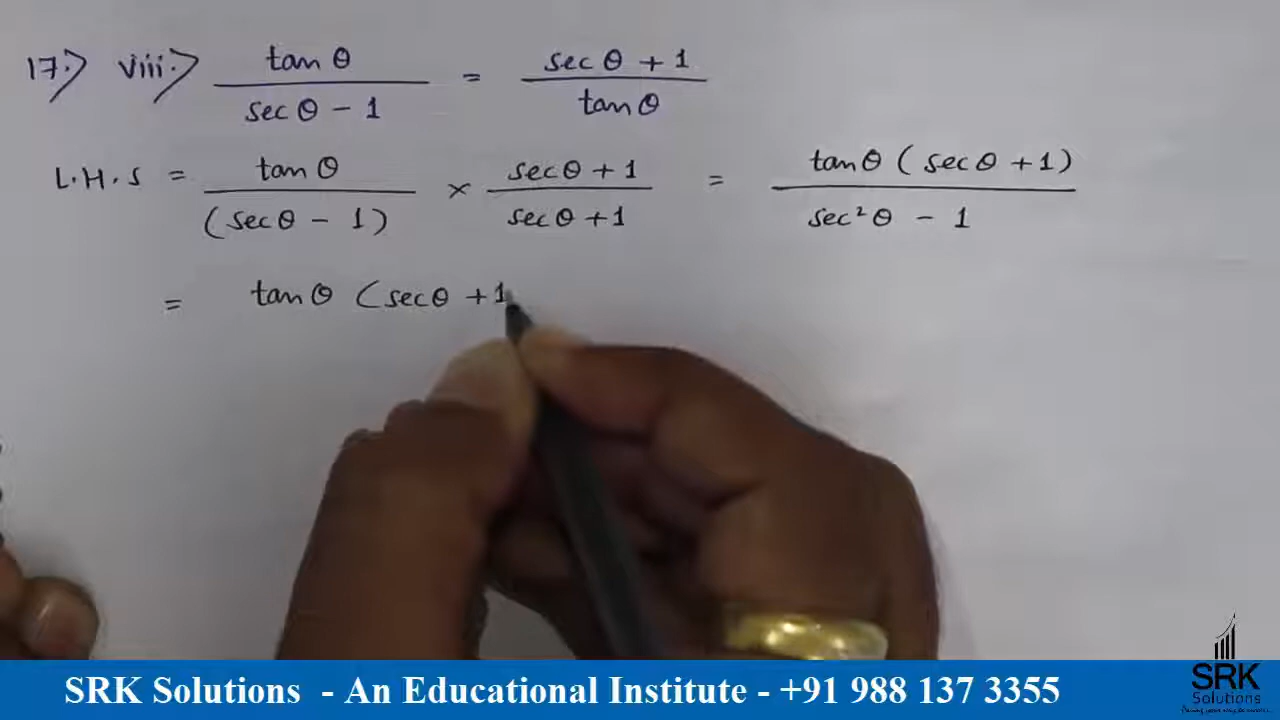 17.) viii.) tan θ / sec θ - 1 = sec θ + 1 / tan θ
L.H.S = tan θ / (sec θ - 1) × sec θ + 1 / sec θ + 1 = tan θ (sec θ + 1) / sec² θ - 1
= tan θ (sec θ + 1
SRK Solutions - An Educational Institute - +91 988 137 3355
SRK
Solutions